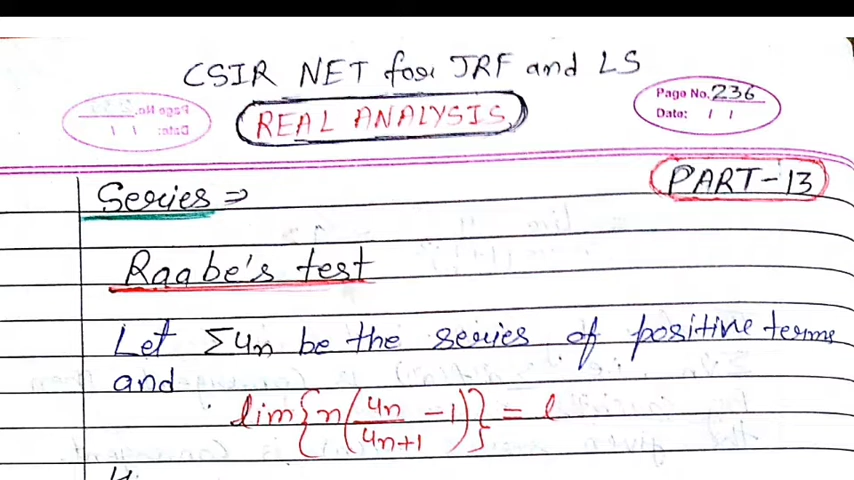 CSIR NET for JRF and LS
REAL ANALYSIS
Page No. 236
Date: / /
PART-13
Series ⇒
Raabe's test
Let Σun be the series of positive terms
and
lim{n(un/un+1 -1)} = l